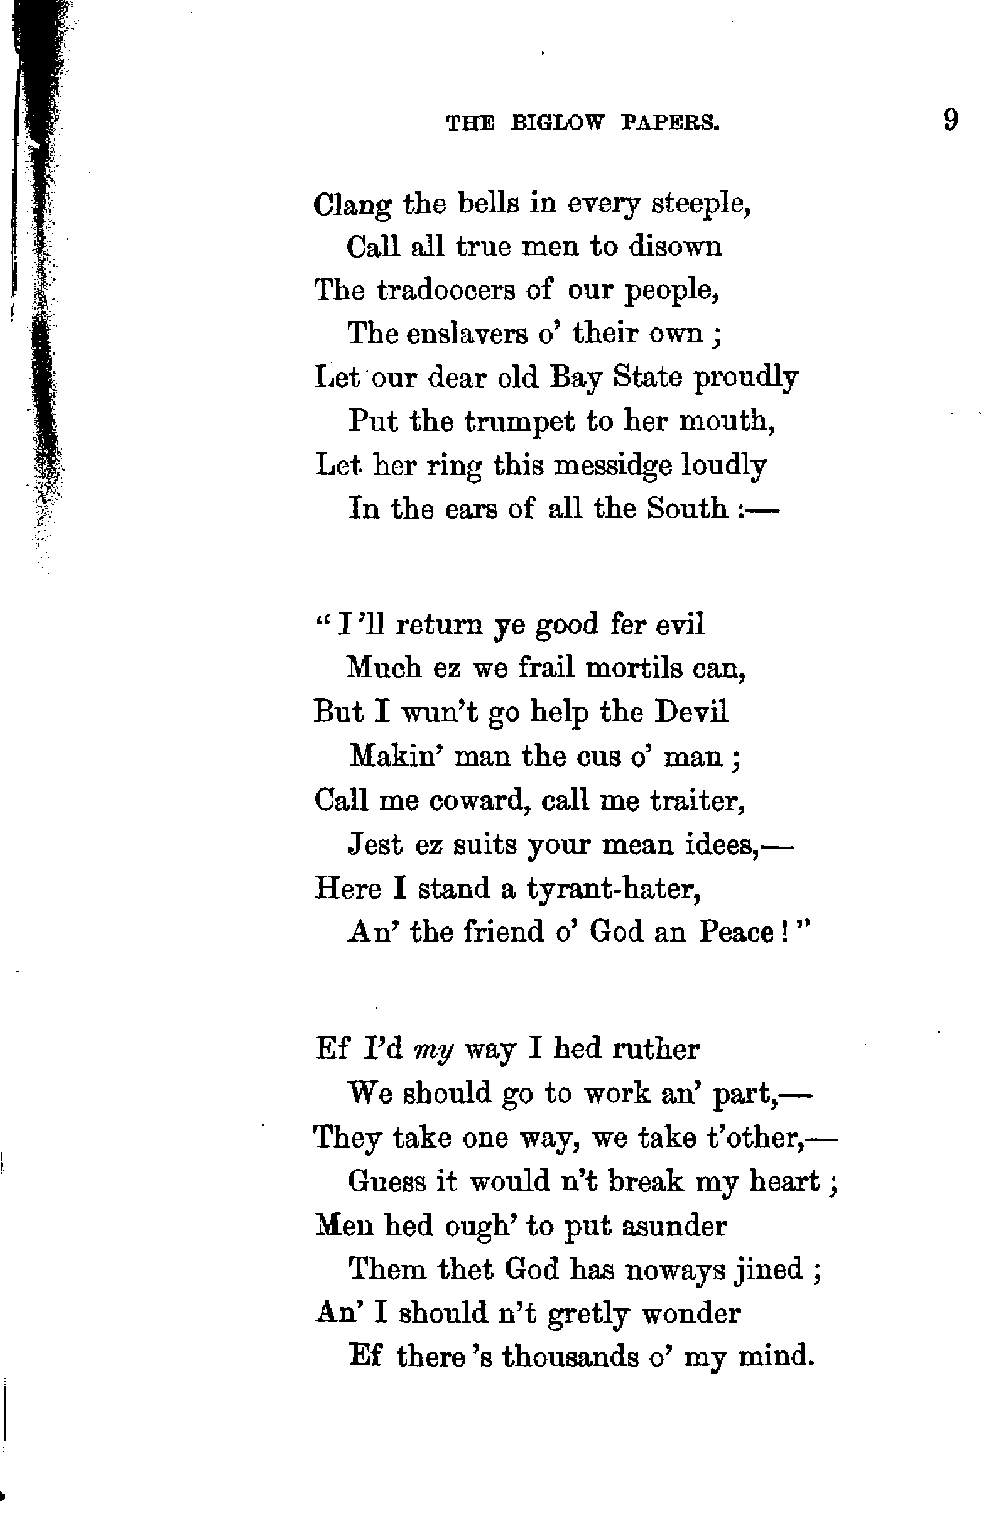 THE BIGLOW PAPERS. 9
Clang the bells in every steeple,
Call all true men to disown
The tradoocers of our people,
The enslavers o' their own ;
Let our dear old Bay State proudly
Put the trumpet to her mouth,
Let her ring this messidge loudly
In the ears of all the South :—
“ I 'll return ye good fer evil
Much ez we frail mortils can,
But I wun't go help the Devil
Makin' man the cus o' man ;
Call me coward, call me traiter,
Jest ez suits your mean idees,—
Here I stand a tyrant-hater,
An' the friend o' God an Peace ! ”
Ef I'd my way I hed ruther
We should go to work an' part,—
They take one way, we take t'other,—
Guess it would n't break my heart ;
Men hed ough' to put asunder
Them thet God has noways jined ;
An' I should n't gretly wonder
Ef there 's thousands o' my mind.